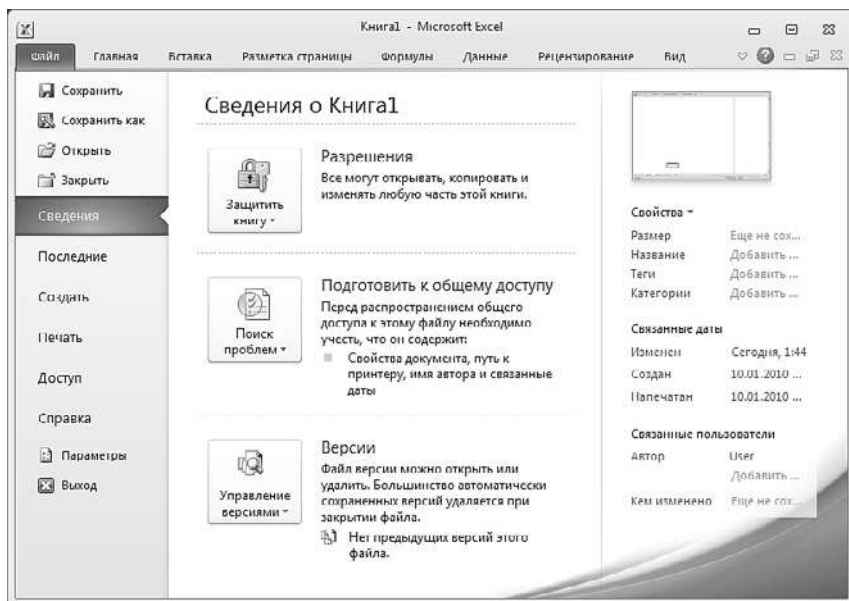 Книга1 - Microsoft Excel
Файл Главная Вставка Разметка страницы Формулы Данные Рецензирование Вид
Сохранить
Сохранить как
Открыть
Закрыть
Сведения
Последние
Создать
Печать
Доступ
Справка
Параметры
Выход
Сведения о Книга1
Защитить
книгу
Разрешения
Все могут открывать, копировать и
изменять любую часть этой книги.
Поиск
проблем
Подготовить к общему доступу
Перед распространением общего
доступа к этому файлу необходимо
учесть, что он содержит:
Свойства документа, путь к
принтеру, имя автора и связанные
даты
Управление
версиями
Версии
Файл версии можно открыть или
удалить. Большинство автоматически
сохраненных версий удаляется при
закрытии файла.
Нет предыдущих версий этого
файла.
Свойства
Размер Еще не сох...
Название Добавить ...
Теги Добавить ...
Категории Добавить ...
Связанные даты
Изменен Сегодня, 1:44
Создан 10.01.2010 ...
Напечатан 10.01.2010 ...
Связанные пользователи
Автор User
Добавить ...
Кем изменено Еще не сох...